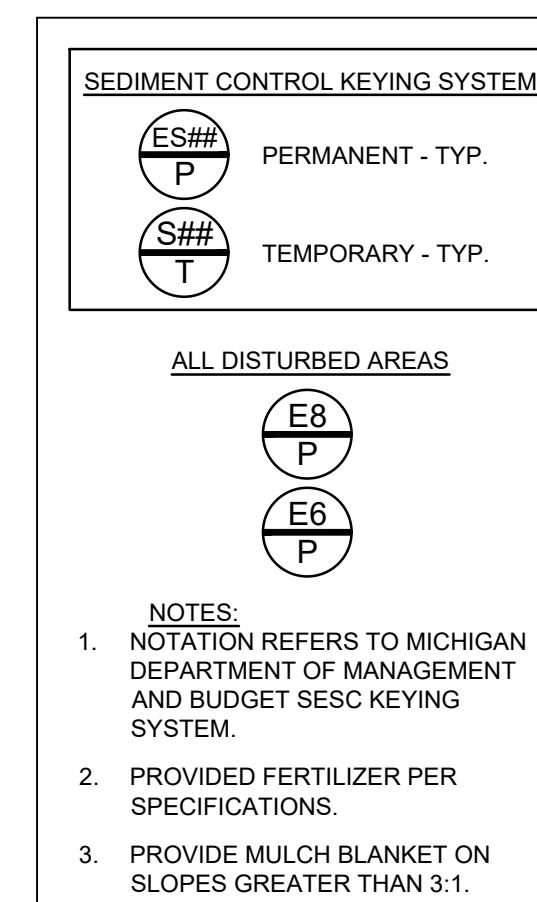 SEDIMENT CONTROL KEYING SYSTEM
ES##
P
PERMANENT - TYP.
S##
T
TEMPORARY - TYP.
ALL DISTURBED AREAS
E8
P
E6
P
NOTES:
1. NOTATION REFERS TO MICHIGAN
DEPARTMENT OF MANAGEMENT
AND BUDGET SESC KEYING
SYSTEM.
2. PROVIDED FERTILIZER PER
SPECIFICATIONS.
3. PROVIDE MULCH BLANKET ON
SLOPES GREATER THAN 3:1.